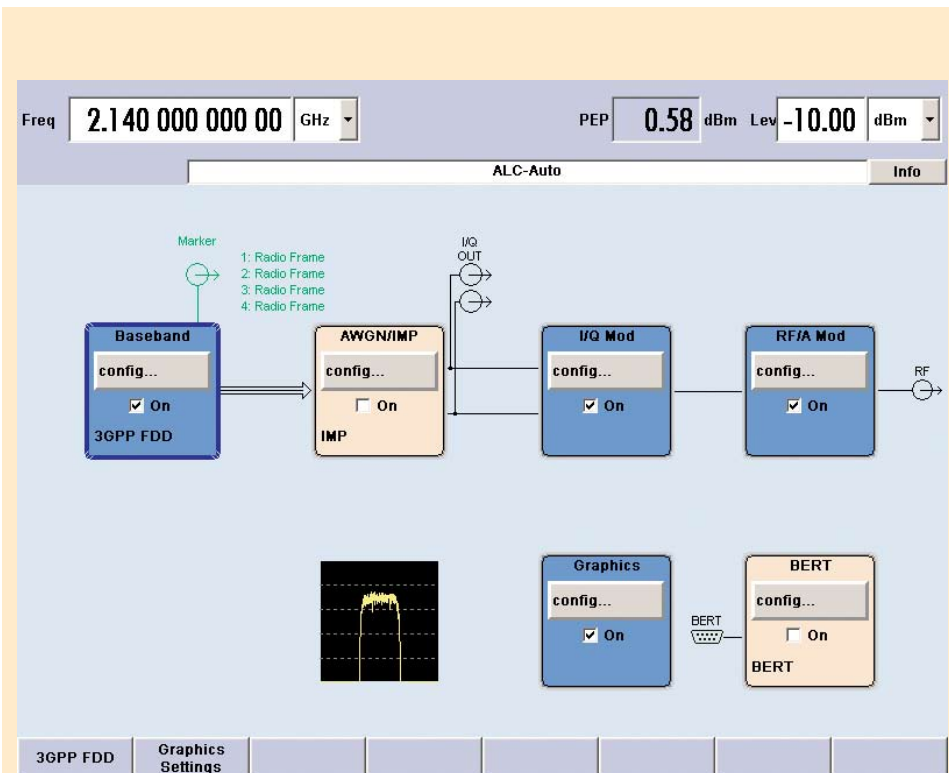 Freq 2.140 000 000 00 GHz PEP 0.58 dBm Lev -10.00 dBm
ALC-Auto Info
Marker
1: Radio Frame
2: Radio Frame
3: Radio Frame
4: Radio Frame
I/Q
OUT
Baseband
config...
On
3GPP FDD
AWGN/IMP
config...
On
IMP
I/Q Mod
config...
On
RF/A Mod
config...
On
RF
Graphics
config...
On
BERT
BERT
config...
On
BERT
3GPP FDD
Graphics
Settings